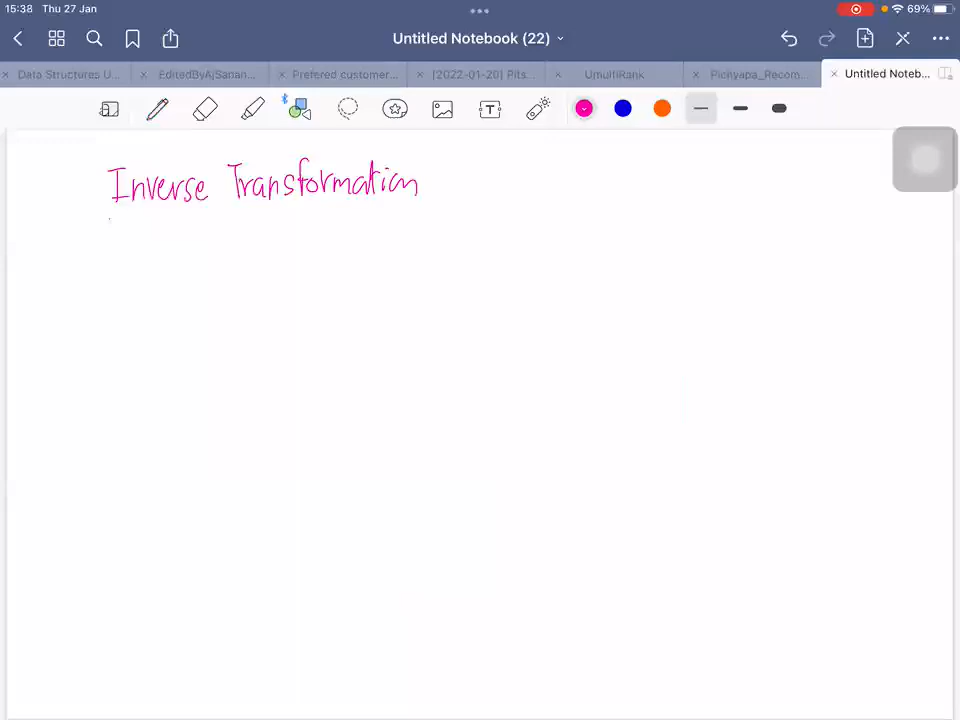 15:38 Thu 27 Jan
69%
Untitled Notebook (22)
Data Structures U...
EditedByAjSanan...
Prefered customer...
[2022-01-20] Pits...
UmultiRank
Pichyapa_Recom...
Untitled Noteb...
T
Inverse Transformation